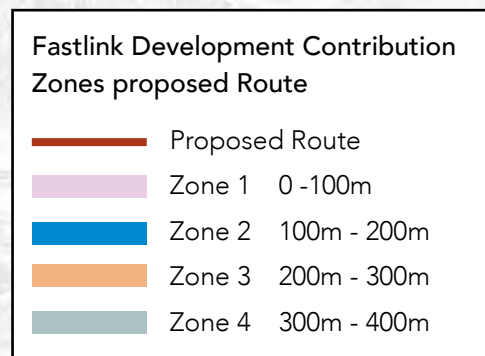 Fastlink Development Contribution
Zones proposed Route
Proposed Route
Zone 1 0 -100m
Zone 2 100m - 200m
Zone 3 200m - 300m
Zone 4 300m - 400m